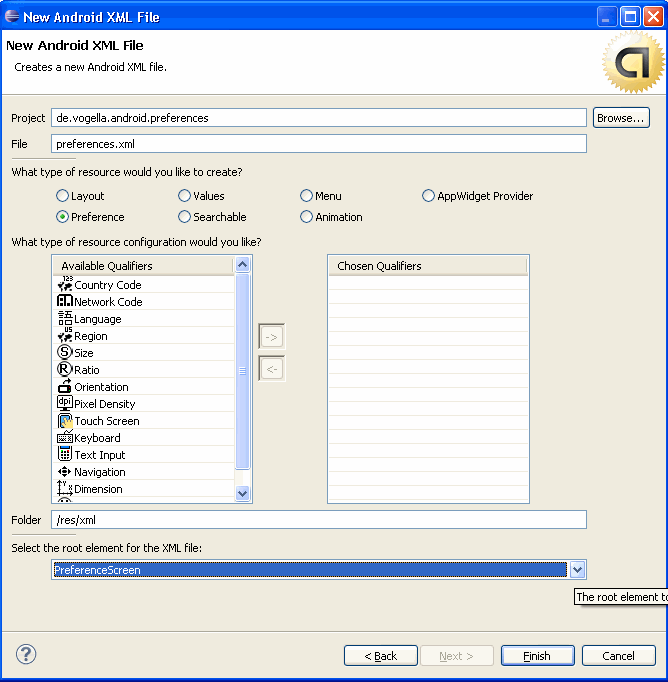 New Android XML File
New Android XML File
Creates a new Android XML file.
Project de.vogella.android.preferences Browse...
File preferences.xml
What type of resource would you like to create?
Layout Values Menu AppWidget Provider
Preference Searchable Animation
What type of resource configuration would you like?
Available Qualifiers Chosen Qualifiers
Country Code
Network Code
Language
Region
-> 
Size
Ratio
<-
Orientation
Pixel Density
Touch Screen
Keyboard
Text Input
Navigation
Dimension
Folder /res/xml
Select the root element for the XML file:
PreferenceScreen
The root element to
? < Back Next > Finish Cancel